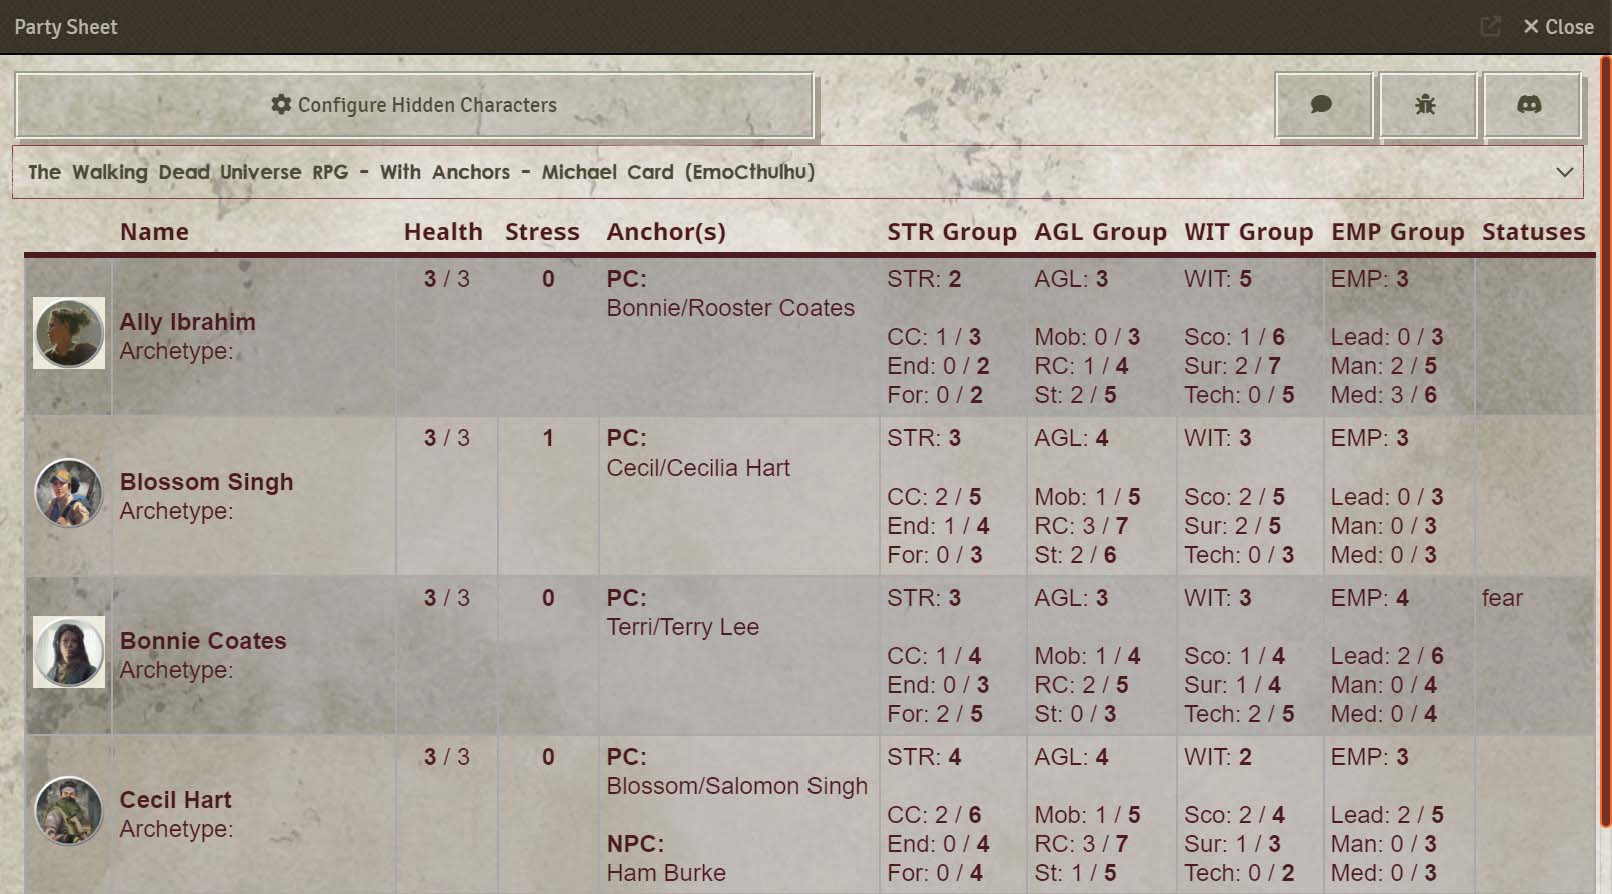 Party Sheet
Close
Configure Hidden Characters
The Walking Dead Universe RPG - With Anchors - Michael Card (EmoCthulhu)
Name Health Stress Anchor(s) STR Group AGL Group WIT Group EMP Group Statuses
Ally Ibrahim
Archetype:
3 / 3
0
PC:
Bonnie/Rooster Coates
STR: 2
CC: 1 / 3
End: 0 / 2
For: 0 / 2
AGL: 3
Mob: 0 / 3
RC: 1 / 4
St: 2 / 5
WIT: 5
Sco: 1 / 6
Sur: 2 / 7
Tech: 0 / 5
EMP: 3
Lead: 0 / 3
Man: 2 / 5
Med: 3 / 6
Blossom Singh
Archetype:
3 / 3
1
PC:
Cecil/Cecilia Hart
STR: 3
CC: 2 / 5
End: 1 / 4
For: 0 / 3
AGL: 4
Mob: 1 / 5
RC: 3 / 7
St: 2 / 6
WIT: 3
Sco: 2 / 5
Sur: 2 / 5
Tech: 0 / 3
EMP: 3
Lead: 0 / 3
Man: 0 / 3
Med: 0 / 3
Bonnie Coates
Archetype:
3 / 3
0
PC:
Terri/Terry Lee
STR: 3
CC: 1 / 4
End: 0 / 3
For: 2 / 5
AGL: 3
Mob: 1 / 4
RC: 2 / 5
St: 0 / 3
WIT: 3
Sco: 1 / 4
Sur: 1 / 4
Tech: 2 / 5
EMP: 4
Lead: 2 / 6
Man: 0 / 4
Med: 0 / 4
fear
Cecil Hart
Archetype:
3 / 3
0
PC:
Blossom/Salomon Singh
NPC:
Ham Burke
STR: 4
CC: 2 / 6
End: 0 / 4
For: 0 / 4
AGL: 4
Mob: 1 / 5
RC: 3 / 7
St: 1 / 5
WIT: 2
Sco: 2 / 4
Sur: 1 / 3
Tech: 0 / 2
EMP: 3
Lead: 2 / 5
Man: 0 / 3
Med: 0 / 3